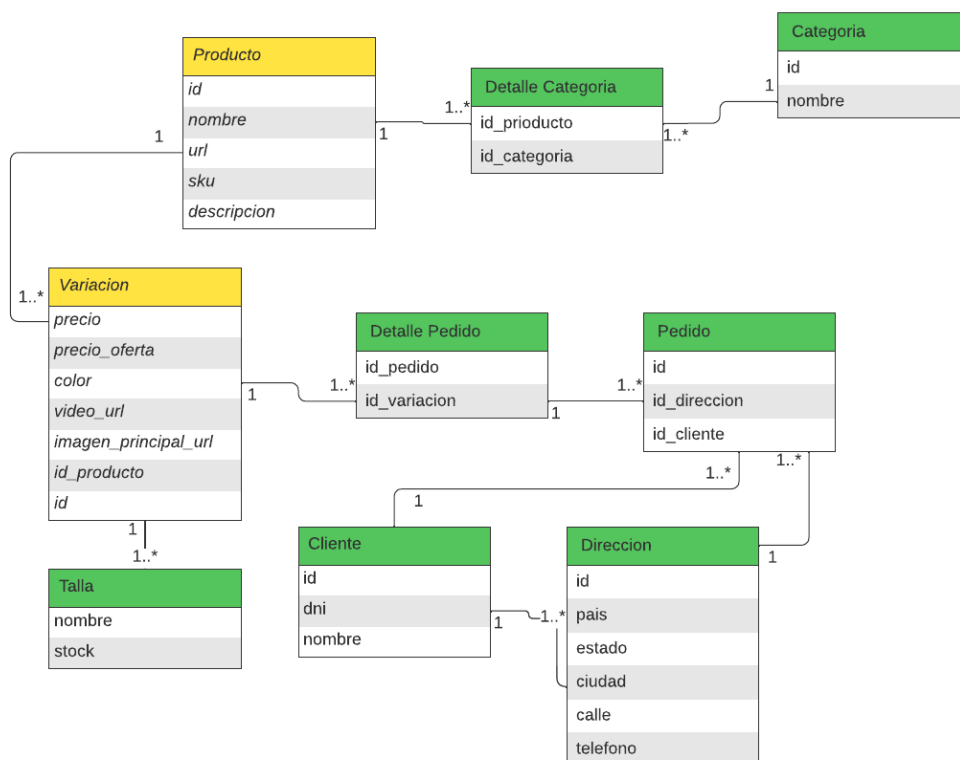 Categoria
id
nombre
1
Producto
id
nombre
url
sku
descripcion
1
1
Detalle Categoria
id_prioducto
id_categoria
1..*
1..*
Variacion
precio
precio_oferta
color
video_url
imagen_principal_url
id_producto
id
1..*
1
1
Detalle Pedido
id_pedido
id_variacion
1..*
1
Pedido
id
id_direccion
id_cliente
1..*
1..*
1..*
Talla
nombre
stock
1..*
Cliente
id
dni
nombre
1
1
Direccion
id
pais
estado
ciudad
calle
telefono
1..*
1